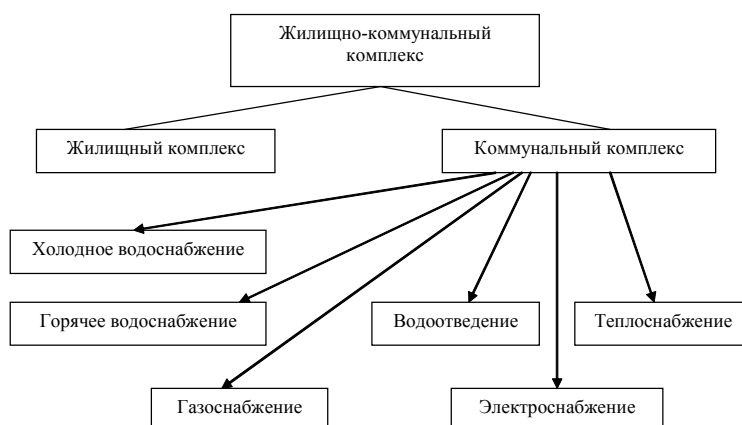 Жилищно-коммунальный
комплекс
Жилищный комплекс
Коммунальный комплекс
Холодное водоснабжение
Горячее водоснабжение
Водоотведение
Теплоснабжение
Газоснабжение
Электроснабжение